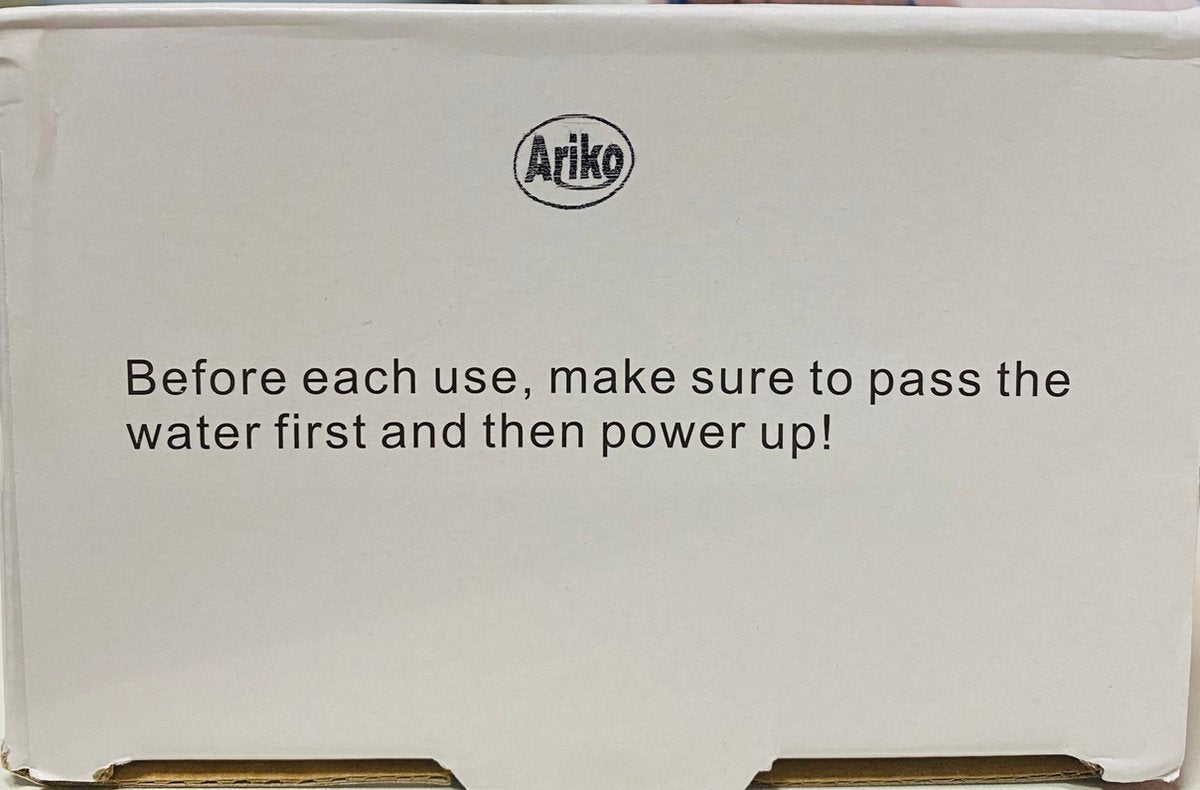 Ariko
Before each use, make sure to pass the
water first and then power up!